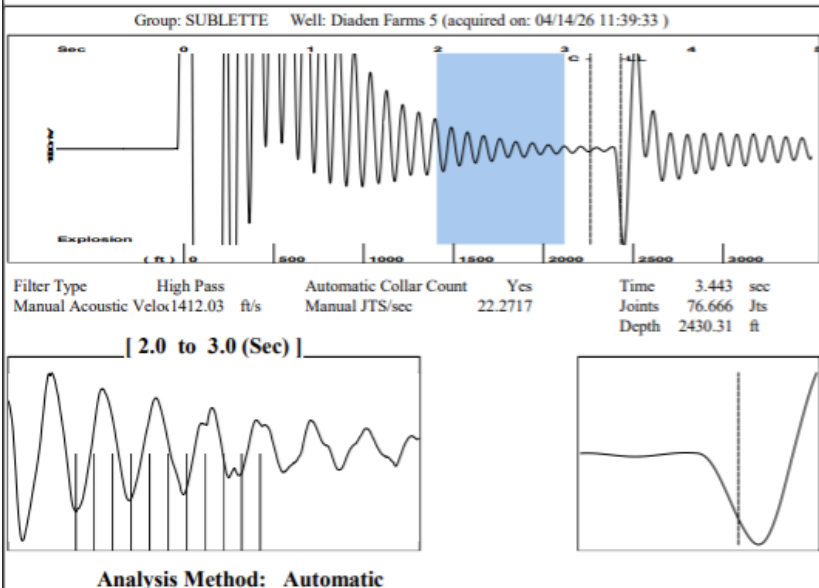 Group: SUBLETTE Well: Diaden Farms 5 (acquired on: 04/14/26 11:39:33 )
Sec 0 1 2 3 4 5
C LL
Explosion
( ft ) 0 500 1000 1500 2000 2500 3000
Filter Type High Pass Automatic Collar Count Yes Time 3.443 sec
Manual Acoustic Veloc 1412.03 ft/s Manual JTS/sec 22.2717 Joints 76.666 Jts
Depth 2430.31 ft
[ 2.0 to 3.0 (Sec) ]
Analysis Method: Automatic